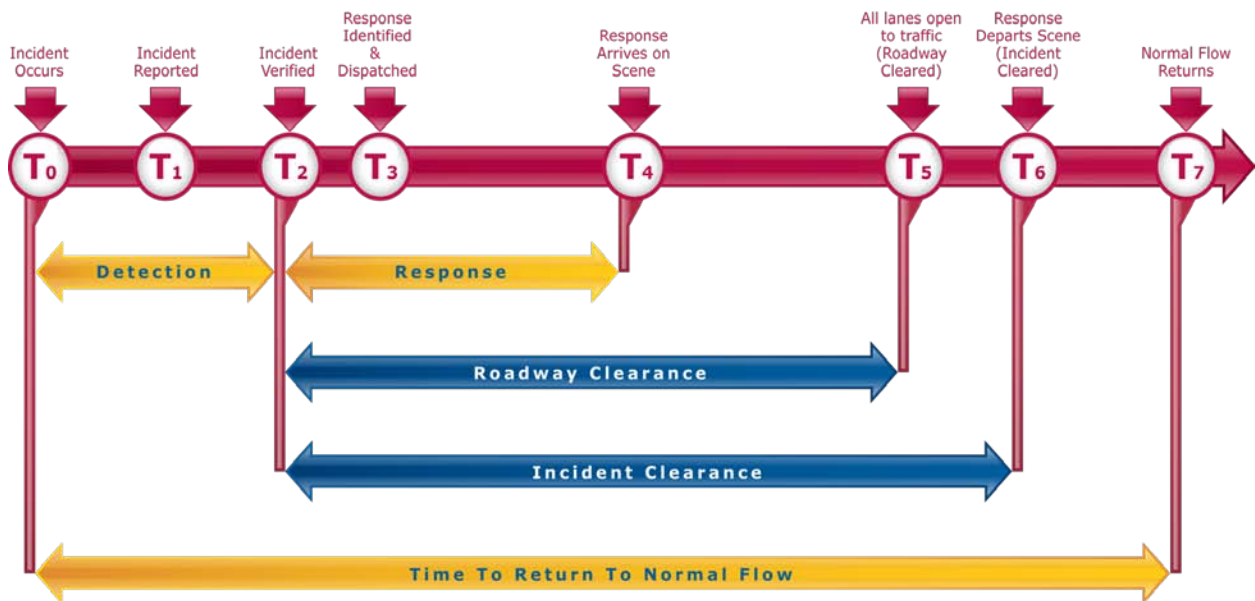 Incident
Occurs
Incident
Reported
Incident
Verified
Response
Identified
&
Dispatched
Response
Arrives on
Scene
All lanes open
to traffic
(Roadway
Cleared)
Response
Departs Scene
(Incident
Cleared)
Normal Flow
Returns
T0
T1
T2
T3
T4
T5
T6
T7
Detection
Response
Roadway Clearance
Incident Clearance
Time To Return To Normal Flow